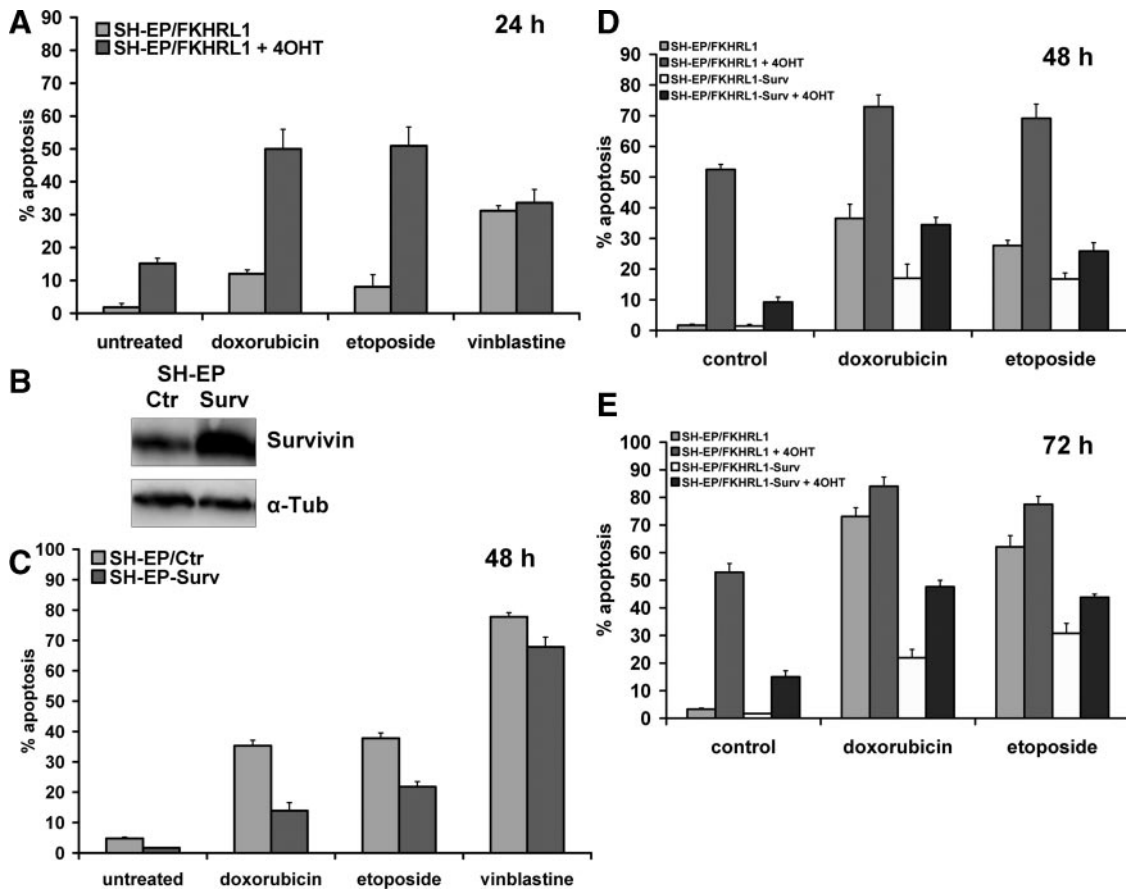 A
SH-EP/FKHRL1
SH-EP/FKHRL1 + 4OHT
24 h
% apoptosis
90
80
70
60
50
40
30
20
10
0
untreated doxorubicin etoposide vinblastine
B
SH-EP
Ctr Surv
Survivin
α-Tub
C
SH-EP/Ctr
SH-EP-Surv
48 h
% apoptosis
100
90
80
70
60
50
40
30
20
10
0
untreated doxorubicin etoposide vinblastine
D
SH-EP/FKHRL1
SH-EP/FKHRL1 + 4OHT
SH-EP/FKHRL1-Surv
SH-EP/FKHRL1-Surv + 4OHT
48 h
% apoptosis
90
80
70
60
50
40
30
20
10
0
control doxorubicin etoposide
E
SH-EP/FKHRL1
SH-EP/FKHRL1 + 4OHT
SH-EP/FKHRL1-Surv
SH-EP/FKHRL1-Surv + 4OHT
72 h
% apoptosis
100
90
80
70
60
50
40
30
20
10
0
control doxorubicin etoposide